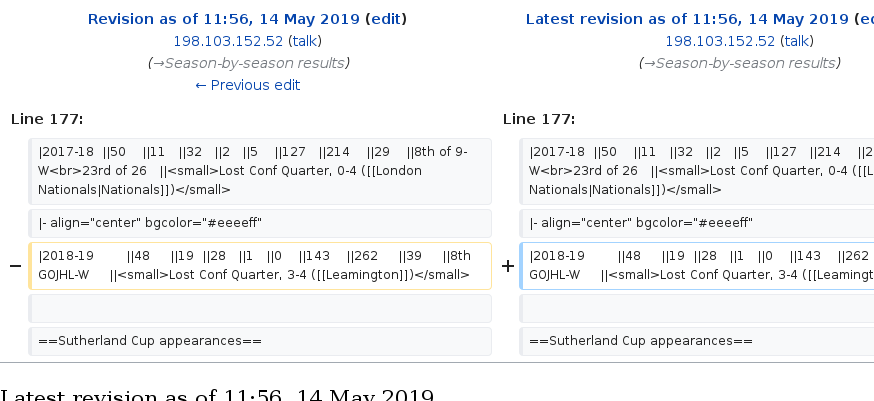 Revision as of 11:56, 14 May 2019 (edit)
198.103.152.52 (talk)
(→Season-by-season results)
← Previous edit
Latest revision as of 11:56, 14 May 2019 (ed
198.103.152.52 (talk)
(→Season-by-season results)
Line 177:
Line 177:
|2017-18 ||50 ||11 ||32 ||2 ||5 ||127 ||214 ||29 ||8th of 9-
W<br>23rd of 26 ||<small>Lost Conf Quarter, 0-4 ([[London
Nationals|Nationals]])</small>
|2017-18 ||50 ||11 ||32 ||2 ||5 ||127 ||214 ||2
W<br>23rd of 26 ||<small>Lost Conf Quarter, 0-4 ([[L
Nationals|Nationals]])</small>
|- align="center" bgcolor="#eeeeff"
|- align="center" bgcolor="#eeeeff"
− |2018-19 ||48 ||19 ||28 ||1 ||0 ||143 ||262 ||39 ||8th
GOJHL-W ||<small>Lost Conf Quarter, 3-4 ([[Leamington]])</small>
+ |2018-19 ||48 ||19 ||28 ||1 ||0 ||143 ||262
GOJHL-W ||<small>Lost Conf Quarter, 3-4 ([[Leamingt
==Sutherland Cup appearances==
==Sutherland Cup appearances==
Latest revision as of 11:56, 14 May 2019